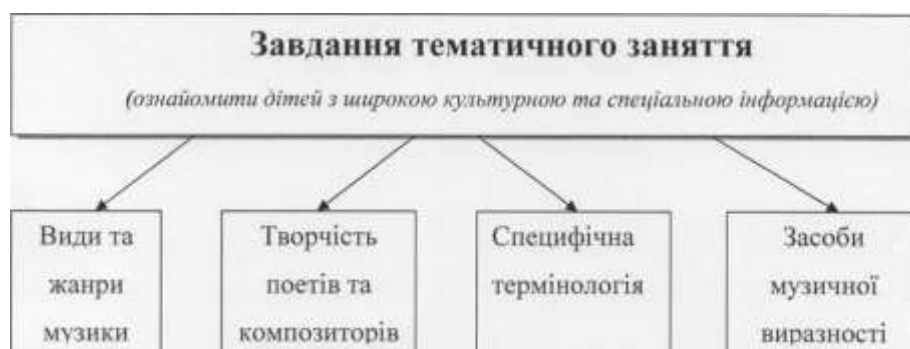 Завдання тематичного заняття
(ознайомити дітей з широкою культурною та спеціальною інформацією)
Види та
жанри
музики
Творчість
поетів та
композиторів
Специфічна
термінологія
Засоби
музичної
виразності